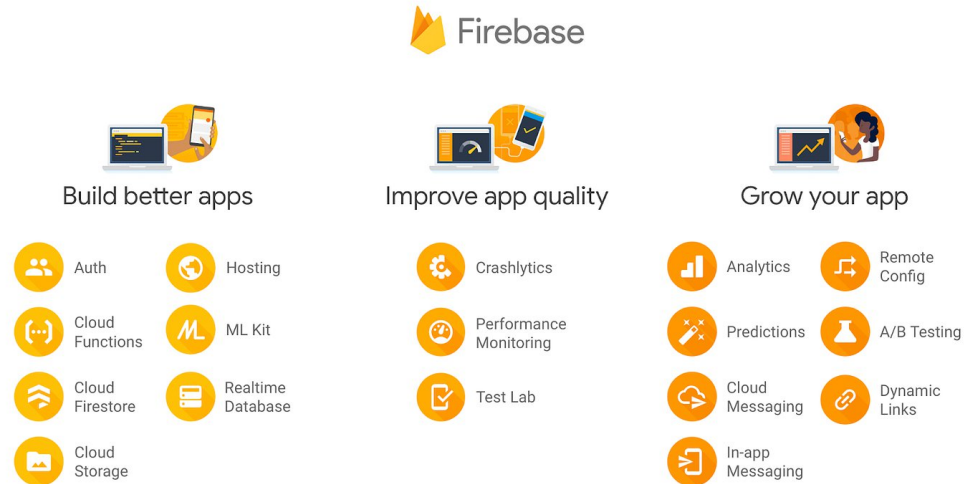 Firebase
Build better apps
Auth
Hosting
Cloud
Functions
ML Kit
Cloud
Firestore
Realtime
Database
Cloud
Storage
Improve app quality
Crashlytics
Performance
Monitoring
Test Lab
Grow your app
Analytics
Remote
Config
Predictions
A/B Testing
Cloud
Messaging
Dynamic
Links
In-app
Messaging